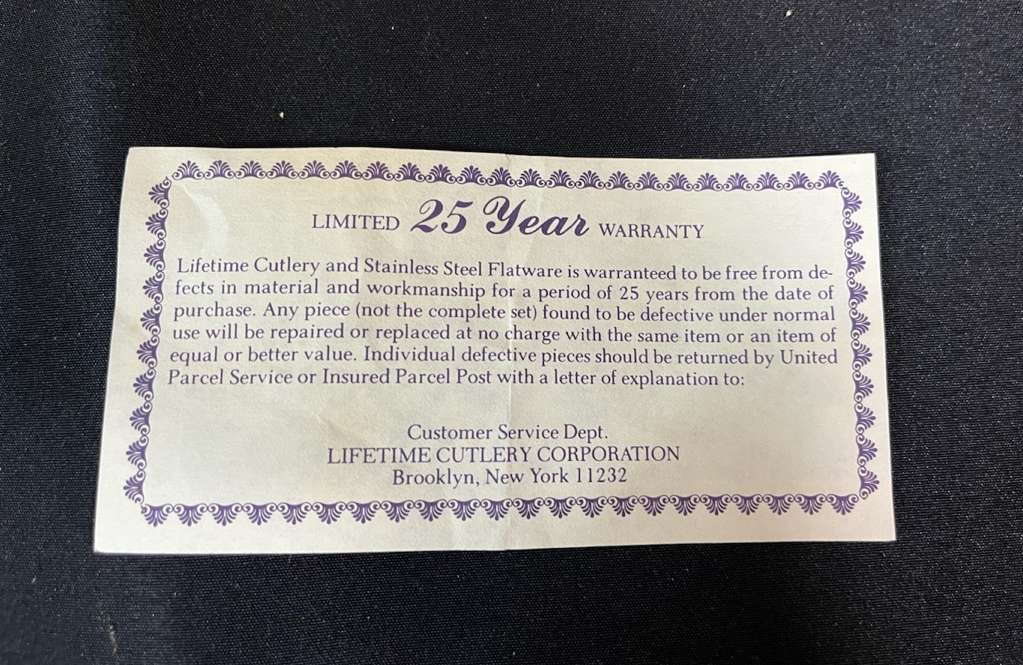 LIMITED 25 Year WARRANTY
Lifetime Cutlery and Stainless Steel Flatware is warranteed to be free from de-
fects in material and workmanship for a period of 25 years from the date of
purchase. Any piece (not the complete set) found to be defective under normal
use will be repaired or replaced at no charge with the same item or an item of
equal or better value. Individual defective pieces should be returned by United
Parcel Service or Insured Parcel Post with a letter of explanation to:
Customer Service Dept.
LIFETIME CUTLERY CORPORATION
Brooklyn, New York 11232